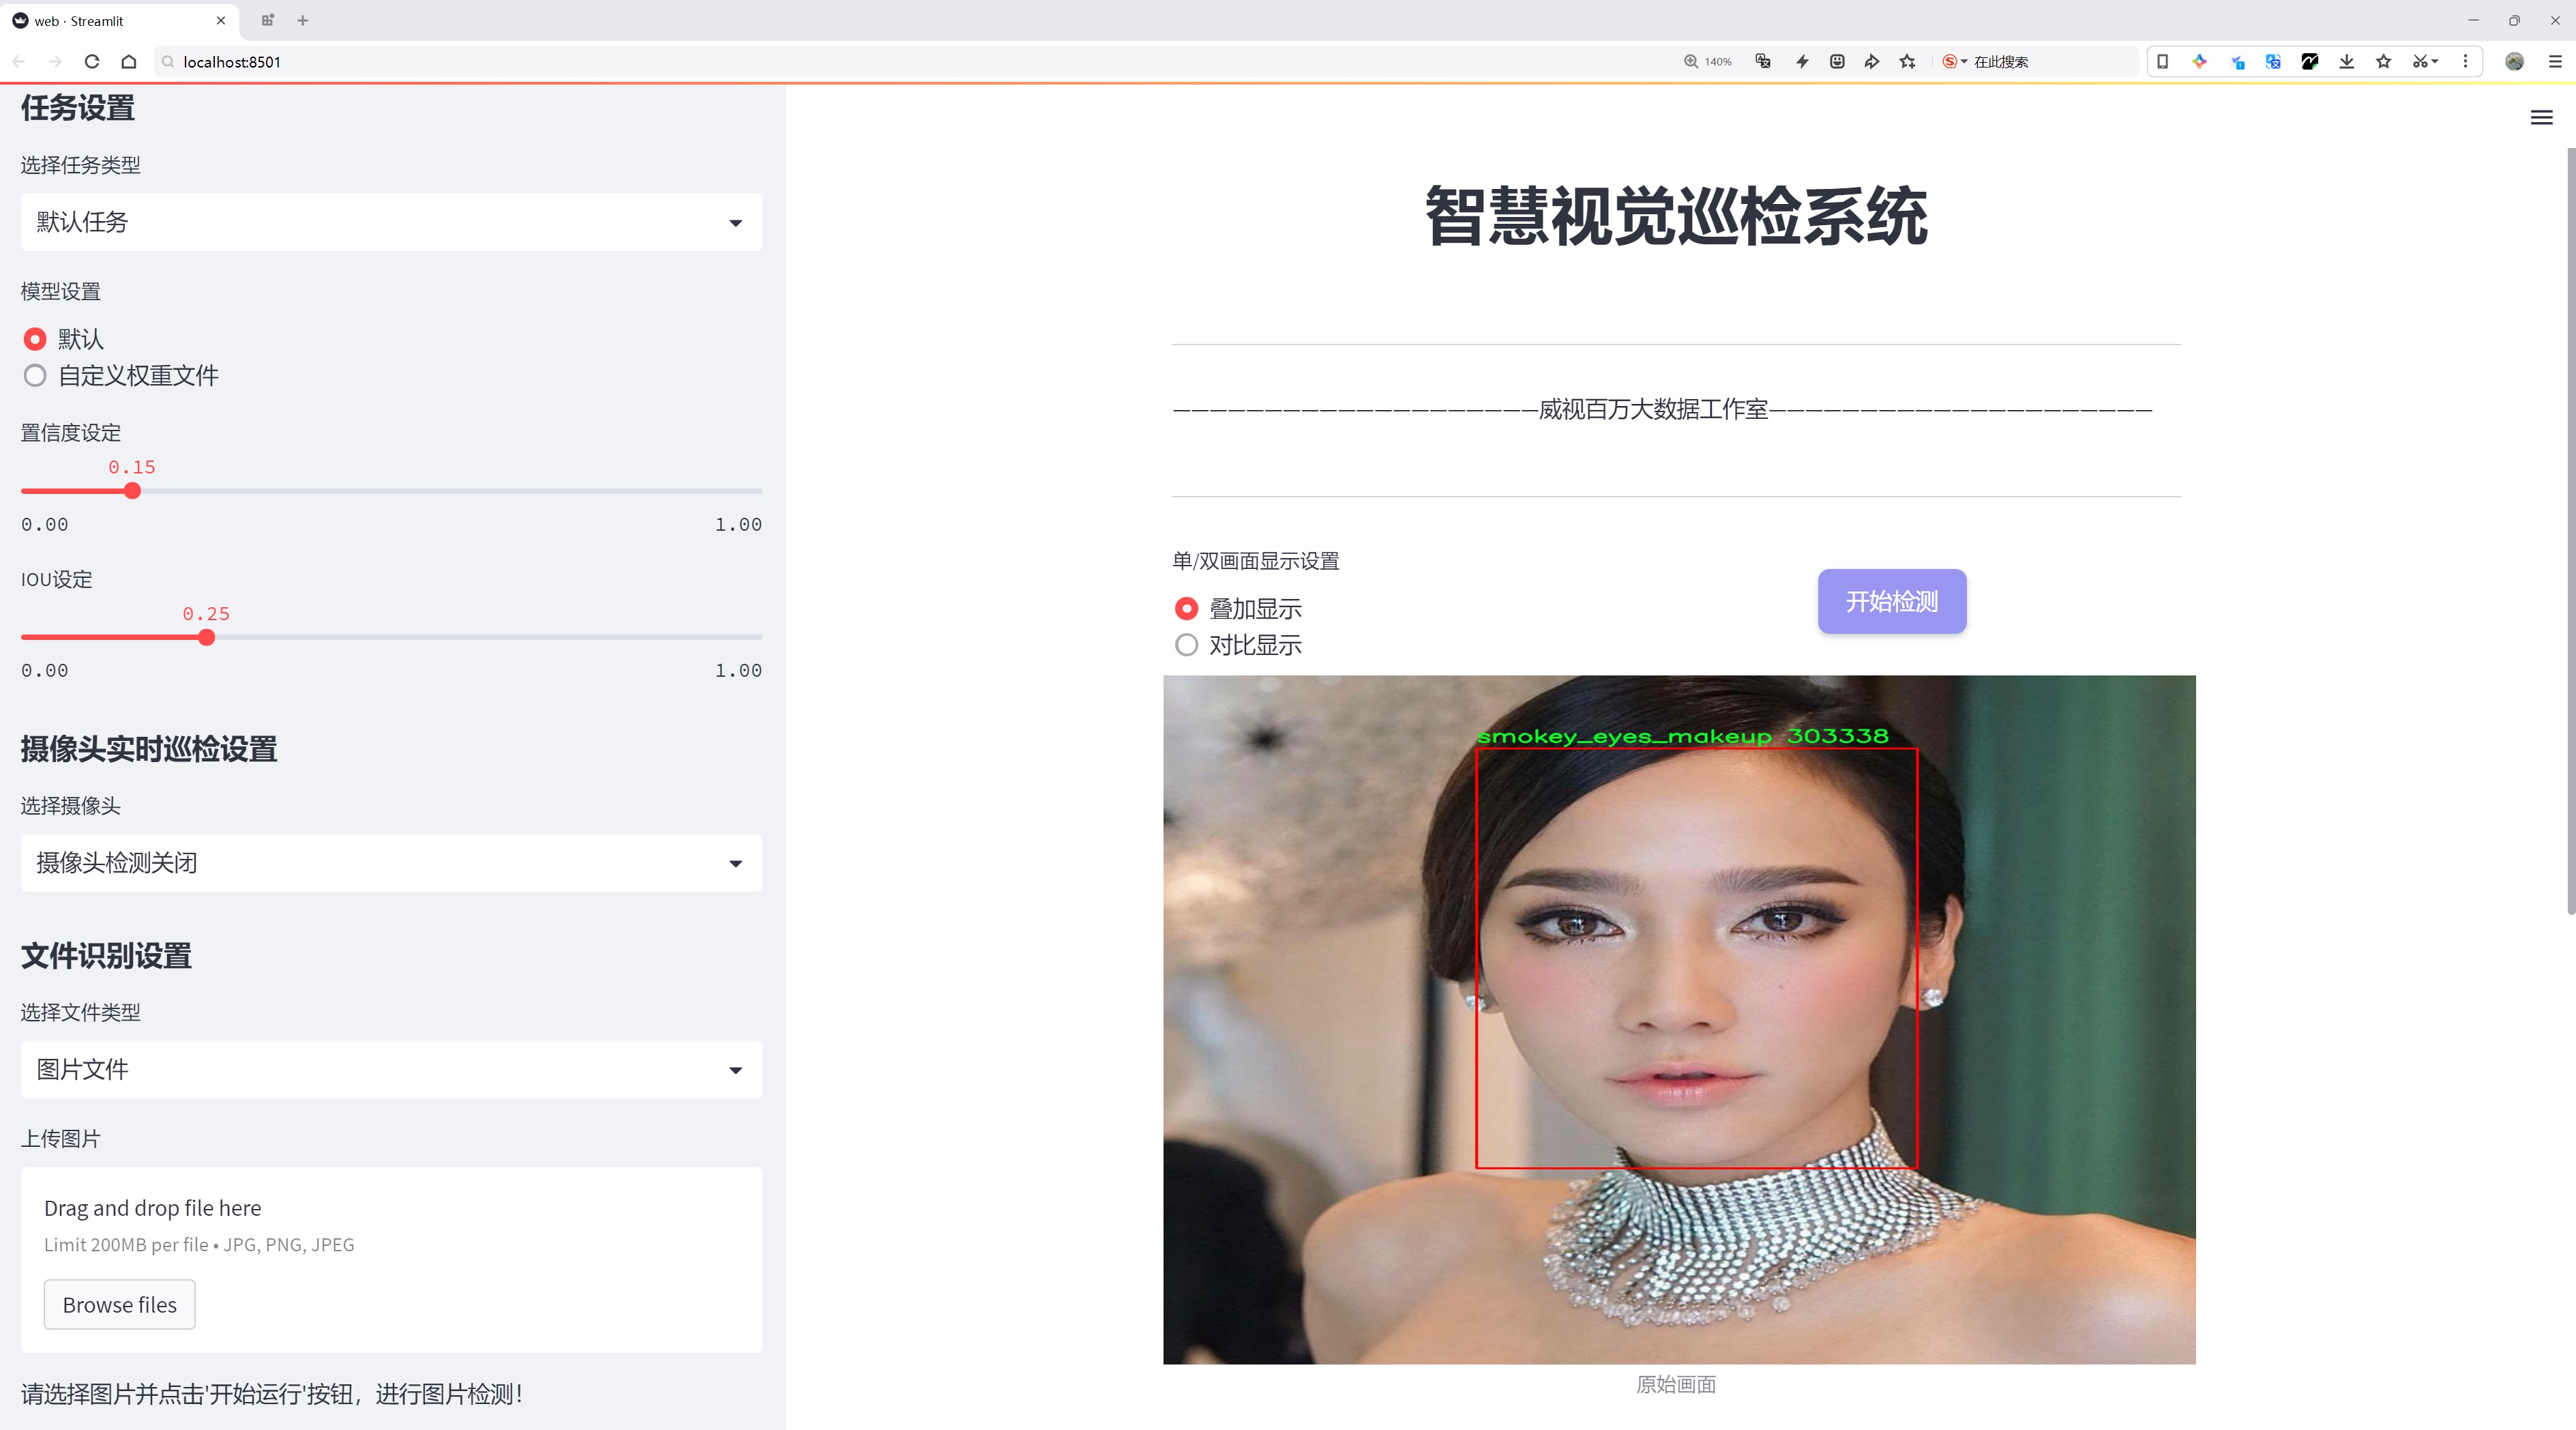 web · Streamlit
localhost:8501
140%
在此搜索
任务设置
选择任务类型
默认任务
模型设置
默认
自定义权重文件
置信度设定
0.15
0.00 1.00
IOU设定
0.25
0.00 1.00
摄像头实时巡检设置
选择摄像头
摄像头检测关闭
文件识别设置
选择文件类型
图片文件
上传图片
Drag and drop file here
Limit 200MB per file • JPG, PNG, JPEG
Browse files
请选择图片并点击'开始运行'按钮，进行图片检测！
智慧视觉巡检系统
————————————————————威视百万大数据工作室—————————————————————
单/双画面显示设置
叠加显示
对比显示
开始检测
smokey_eyes_makeup 303338
原始画面